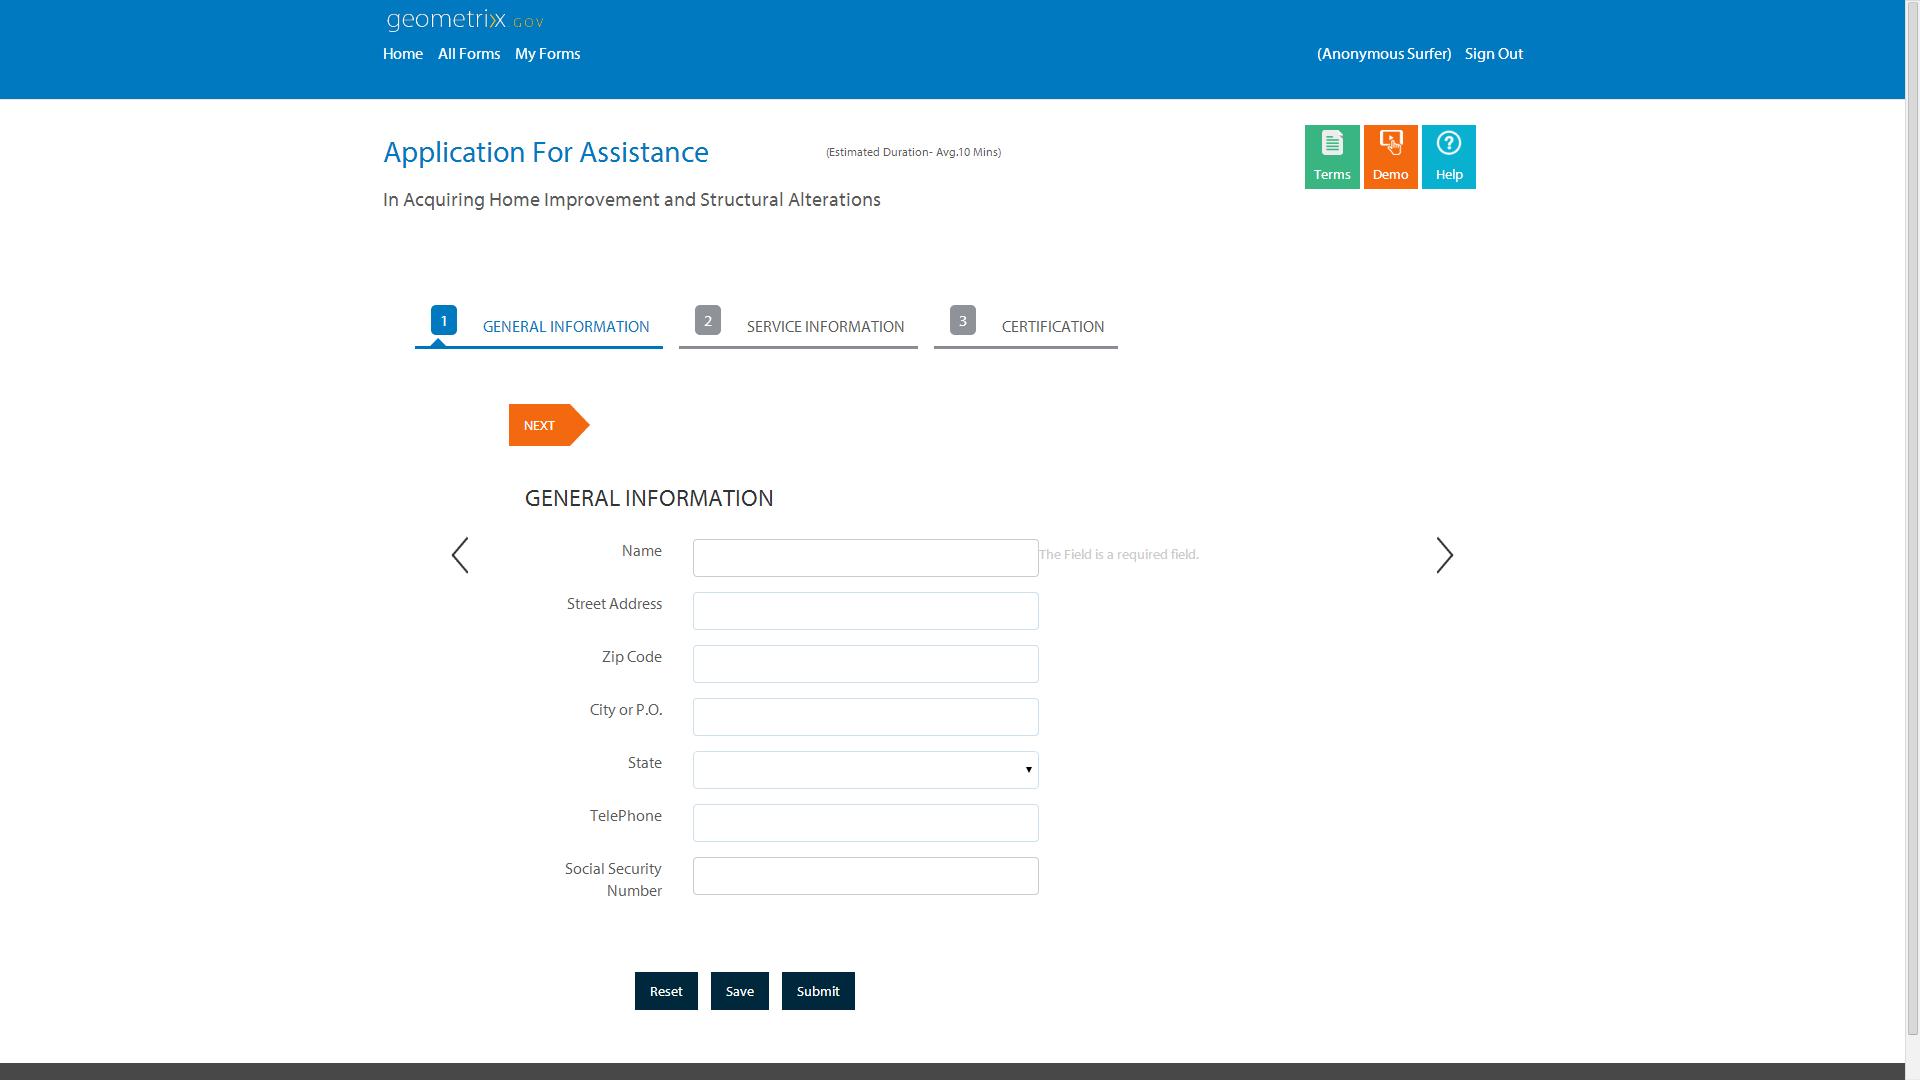 geometrixx GOV
Home All Forms My Forms (Anonymous Surfer) Sign Out
Application For Assistance (Estimated Duration- Avg.10 Mins)
Terms Demo Help
In Acquiring Home Improvement and Structural Alterations
1 GENERAL INFORMATION 2 SERVICE INFORMATION 3 CERTIFICATION
NEXT
GENERAL INFORMATION
Name The Field is a required field.
Street Address
Zip Code
City or P.O.
State
TelePhone
Social Security
Number
Reset Save Submit